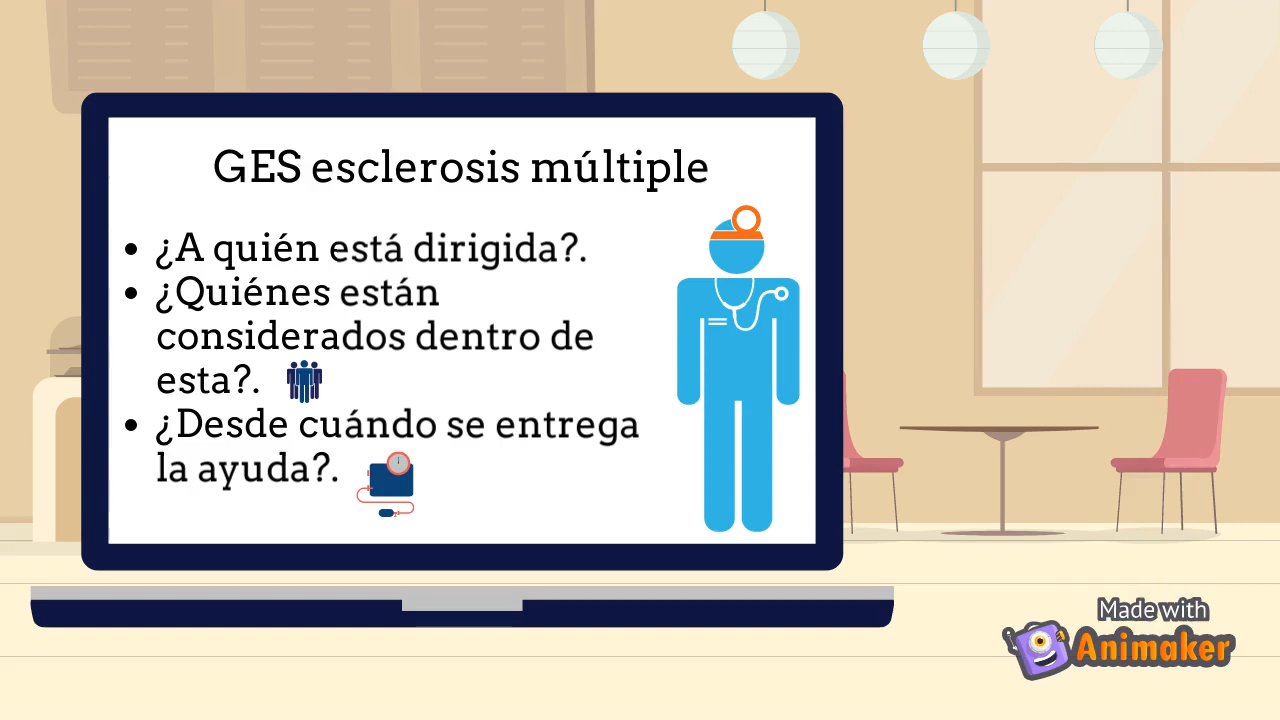 GES esclerosis múltiple
• ¿A quién está dirigida?.
• ¿Quiénes están
considerados dentro de
esta?.
• ¿Desde cuándo se entrega
la ayuda?.
Made with
Animaker